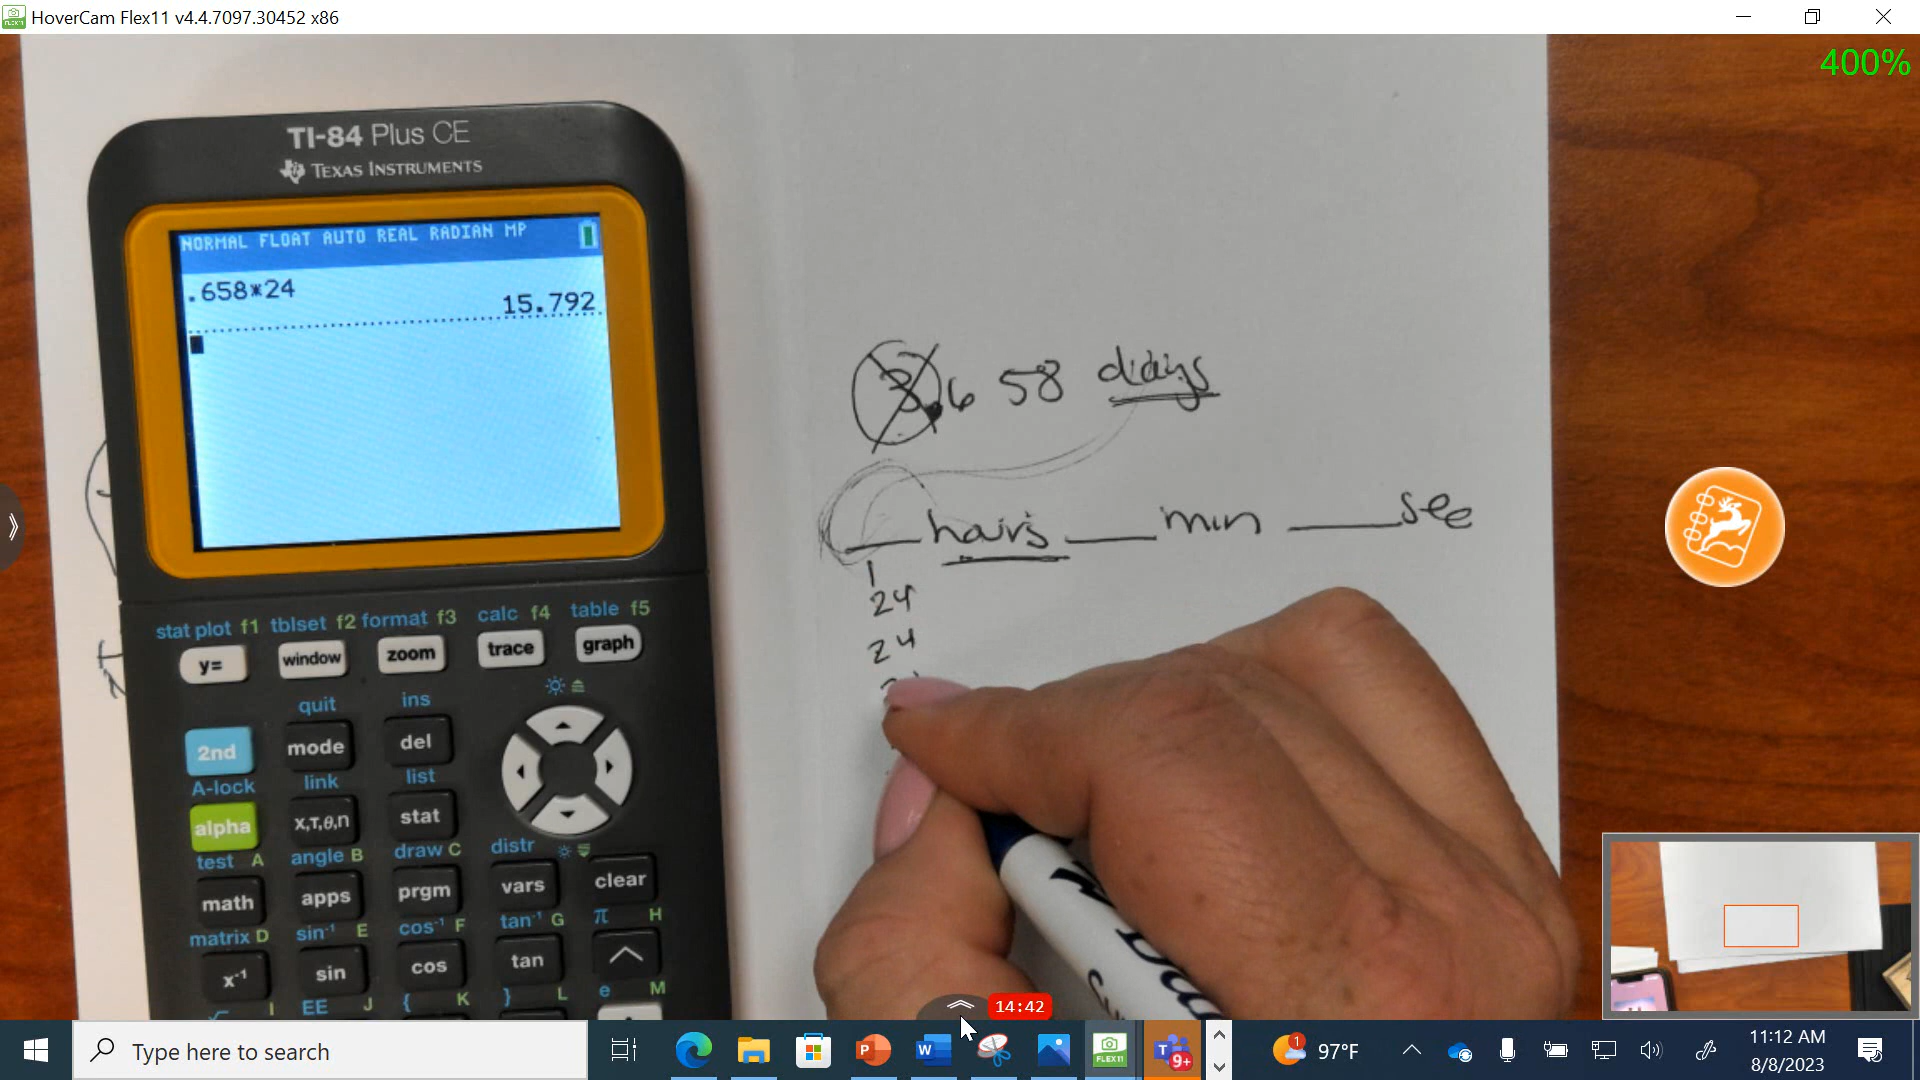 HoverCam Flex11 v4.4.7097.30452 x86
400%
TI-84 Plus CE
TEXAS INSTRUMENTS
NORMAL FLOAT AUTO REAL RADIAN MP
.658*24
15.792
3.658 days
hours min sec
1
24
24
stat plot f1 tblset f2 format f3 calc f4 table f5
y= window zoom trace graph
quit ins
2nd mode del
A-lock link list
alpha X,T,θ,n stat
test A angle B draw C distr
math apps prgm vars clear
matrix D sin-1 E cos-1 F tan-1 G π H
x-1 sin cos tan ^
I EE J { K } L e M
14:42
Type here to search
FLEX11
9+
1
97°F
11:12 AM
8/8/2023